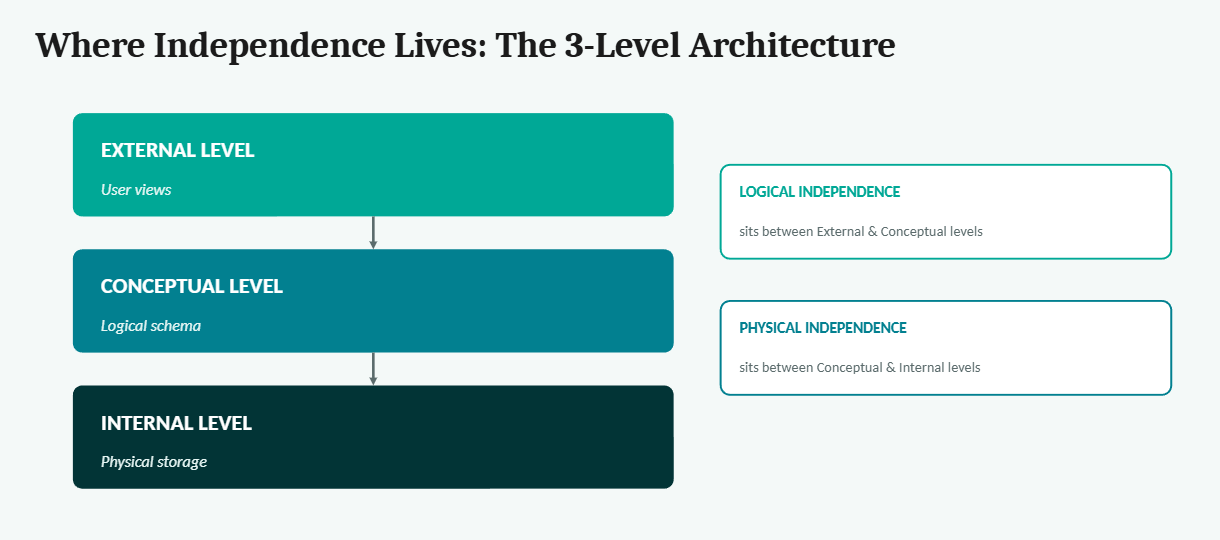 Where Independence Lives: The 3-Level Architecture
EXTERNAL LEVEL
User views
LOGICAL INDEPENDENCE
sits between External & Conceptual levels
CONCEPTUAL LEVEL
Logical schema
PHYSICAL INDEPENDENCE
sits between Conceptual & Internal levels
INTERNAL LEVEL
Physical storage